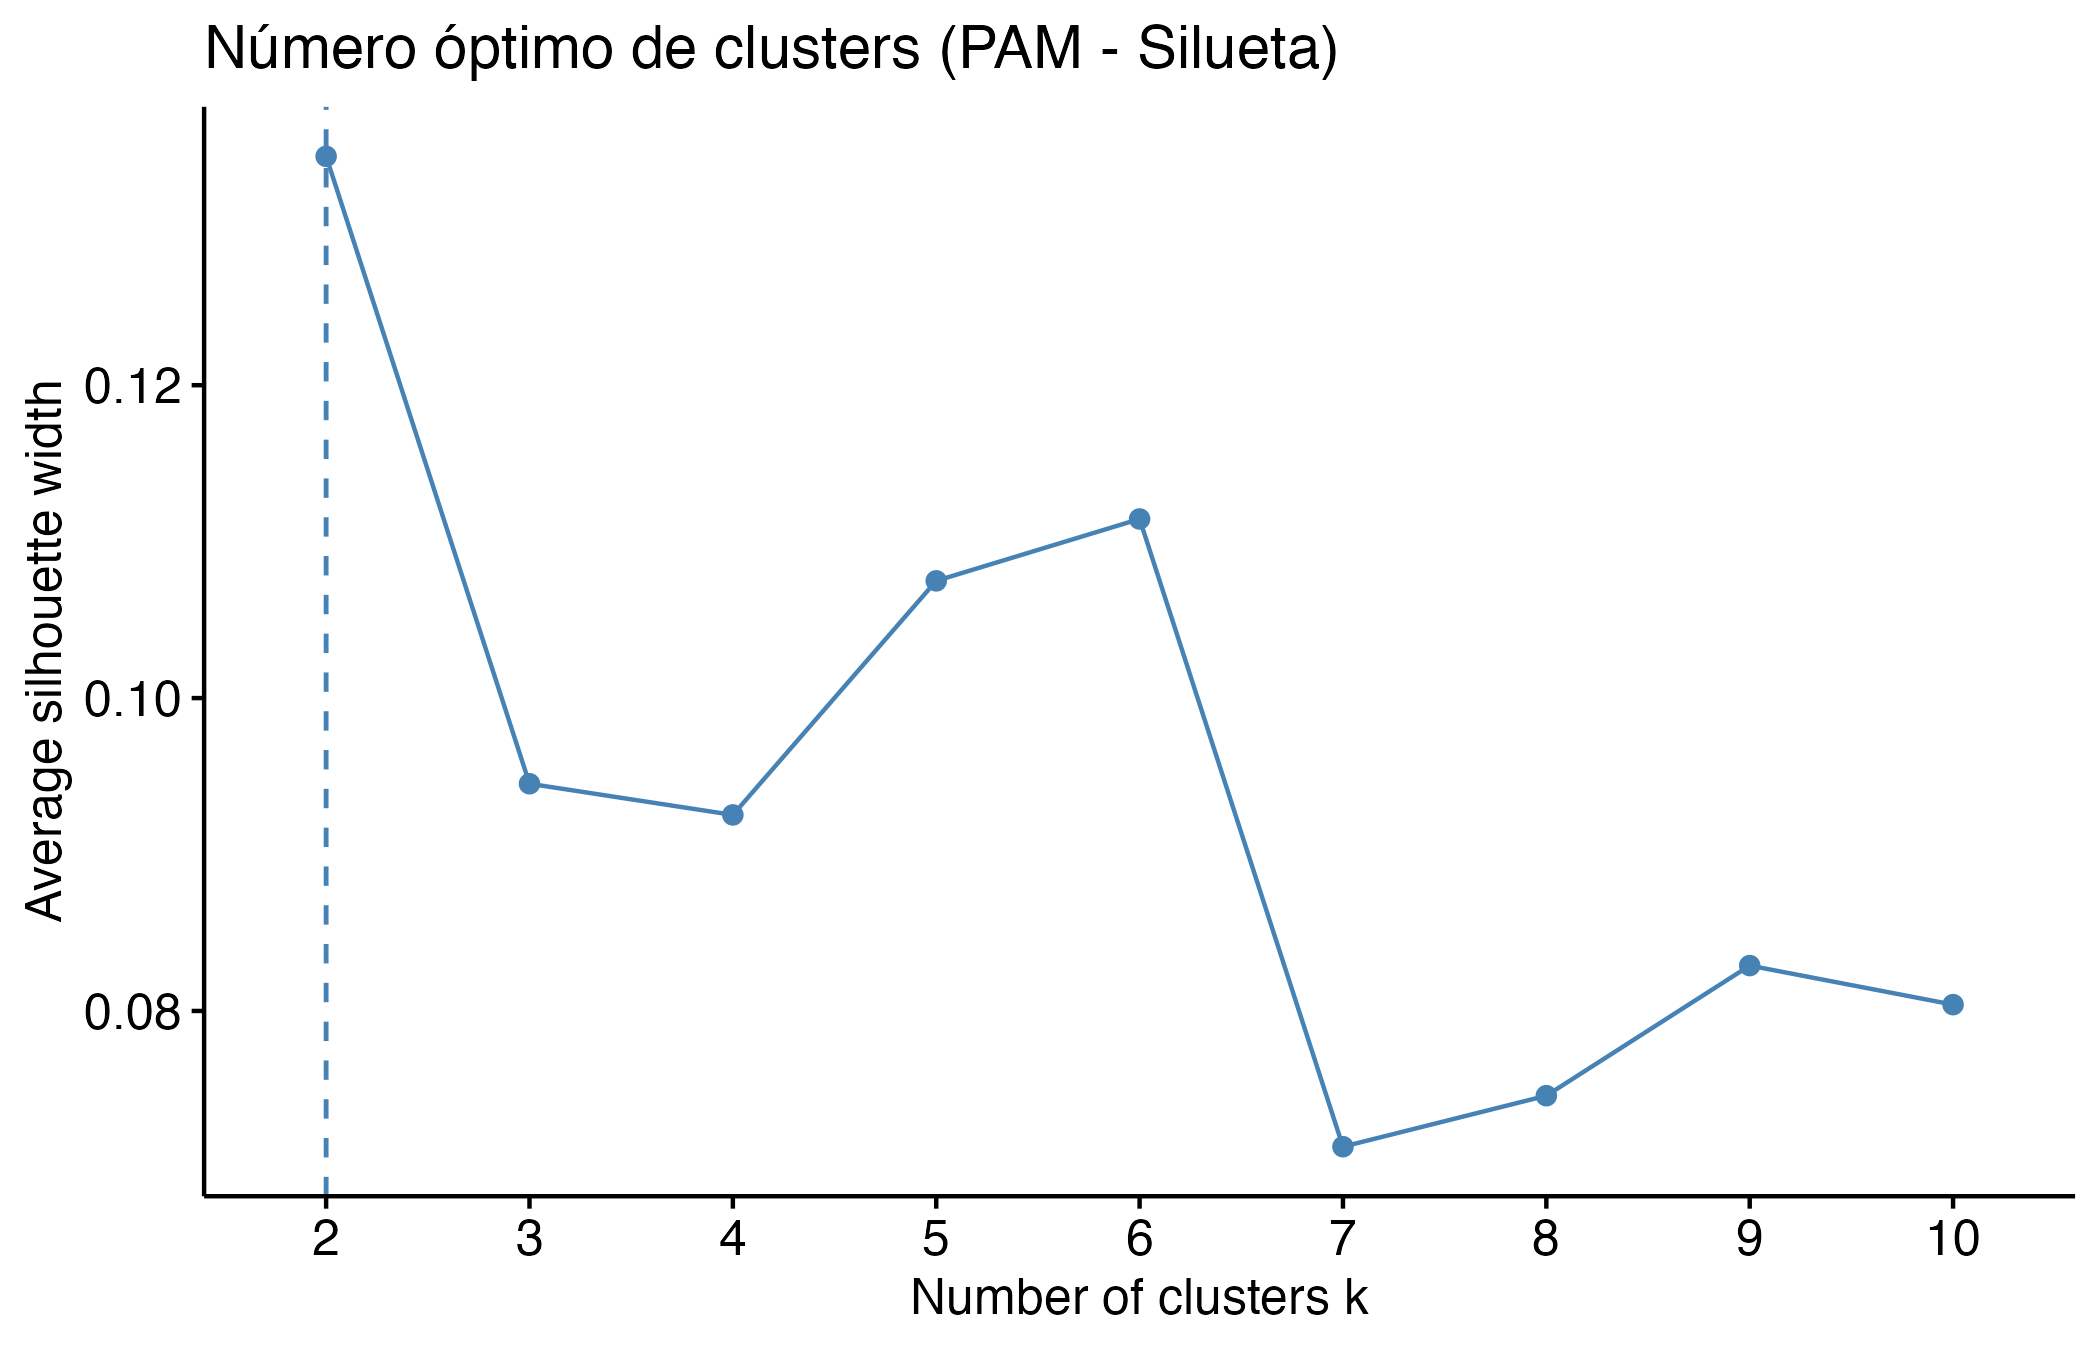 Número óptimo de clusters (PAM - Silueta)
Average silhouette width
0.12
0.10
0.08
2 3 4 5 6 7 8 9 10
Number of clusters k